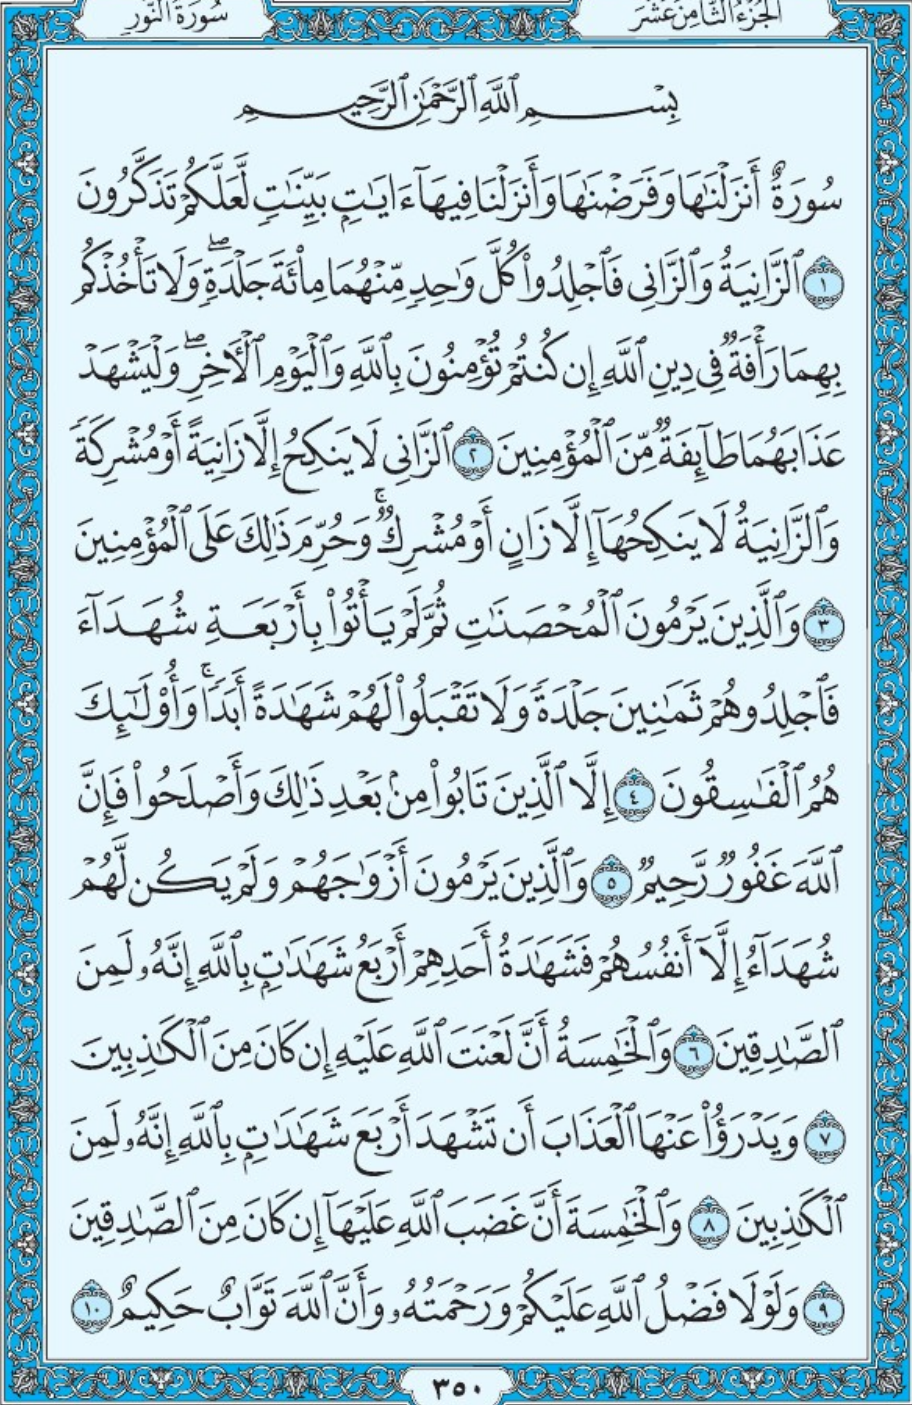 الجزء الثامن عشر
سورة النور
بِسْمِ ٱللَّهِ ٱلرَّحْمَٰنِ ٱلرَّحِيمِ
سُورَةٌ أَنزَلْنَٰهَا وَفَرَضْنَٰهَا وَأَنزَلْنَا فِيهَآ ءَايَٰتٍۭ بَيِّنَٰتٍ لَّعَلَّكُمْ تَذَكَّرُونَ
١ ٱلزَّانِيَةُ وَٱلزَّانِى فَٱجْلِدُوا۟ كُلَّ وَٰحِدٍ مِّنْهُمَا مِا۟ئَةَ جَلْدَةٍ ۖ وَلَا تَأْخُذْكُم
بِهِمَا رَأْفَةٌ فِى دِينِ ٱللَّهِ إِن كُنتُمْ تُؤْمِنُونَ بِٱللَّهِ وَٱلْيَوْمِ ٱلْـَٔاخِرِ ۖ وَلْيَشْهَدْ
عَذَابَهُمَا طَآئِفَةٌ مِّنَ ٱلْمُؤْمِنِينَ ٢ ٱلزَّانِى لَا يَنكِحُ إِلَّا زَانِيَةً أَوْ مُشْرِكَةً
وَٱلزَّانِيَةُ لَا يَنكِحُهَآ إِلَّا زَانٍ أَوْ مُشْرِكٌ ۚ وَحُرِّمَ ذَٰلِكَ عَلَى ٱلْمُؤْمِنِينَ
٣ وَٱلَّذِينَ يَرْمُونَ ٱلْمُحْصَنَٰتِ ثُمَّ لَمْ يَأْتُوا۟ بِأَرْبَعَةِ شُهَدَآءَ
فَٱجْلِدُوهُمْ ثَمَٰنِينَ جَلْدَةً وَلَا تَقْبَلُوا۟ لَهُمْ شَهَٰدَةً أَبَدًا ۚ وَأُو۟لَٰٓئِكَ
هُمُ ٱلْفَٰسِقُونَ ٤ إِلَّا ٱلَّذِينَ تَابُوا۟ مِنۢ بَعْدِ ذَٰلِكَ وَأَصْلَحُوا۟ فَإِنَّ
ٱللَّهَ غَفُورٌ رَّحِيمٌ ٥ وَٱلَّذِينَ يَرْمُونَ أَزْوَٰجَهُمْ وَلَمْ يَكُن لَّهُمْ
شُهَدَآءُ إِلَّآ أَنفُسُهُمْ فَشَهَٰدَةُ أَحَدِهِمْ أَرْبَعُ شَهَٰدَٰتٍۭ بِٱللَّهِ إِنَّهُۥ لَمِنَ
ٱلصَّٰدِقِينَ ٦ وَٱلْخَٰمِسَةُ أَنَّ لَعْنَتَ ٱللَّهِ عَلَيْهِ إِن كَانَ مِنَ ٱلْكَٰذِبِينَ
٧ وَيَدْرَؤُا۟ عَنْهَا ٱلْعَذَابَ أَن تَشْهَدَ أَرْبَعَ شَهَٰدَٰتٍۭ بِٱللَّهِ إِنَّهُۥ لَمِنَ
ٱلْكَٰذِبِينَ ٨ وَٱلْخَٰمِسَةَ أَنَّ غَضَبَ ٱللَّهِ عَلَيْهَآ إِن كَانَ مِنَ ٱلصَّٰدِقِينَ
٩ وَلَوْلَا فَضْلُ ٱللَّهِ عَلَيْكُمْ وَرَحْمَتُهُۥ وَأَنَّ ٱللَّهَ تَوَّابٌ حَكِيمٌ ١٠
٣٥٠